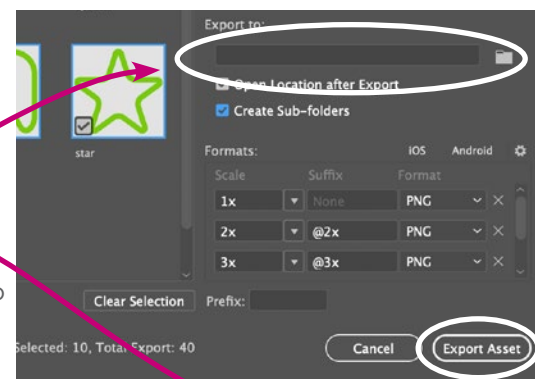 Export to:
Open Location after Export
Create Sub-folders
star
Formats:
iOS Android
Scale Suffix Format
1x None PNG
2x @2x PNG
3x @3x PNG
Clear Selection Prefix:
Selected: 10, Total Export: 40
Cancel Export Asset